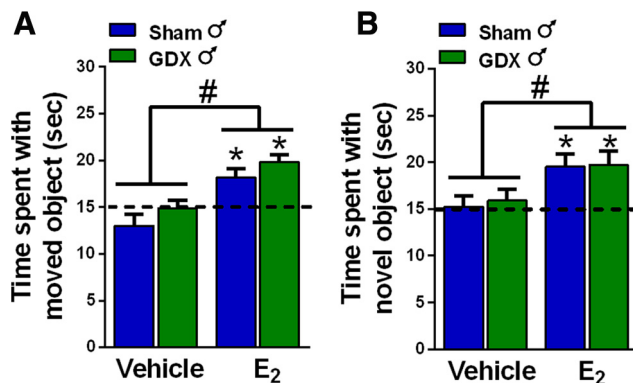 A
Sham ♂
GDX ♂
Time spent with
moved object (sec)
30
25
20
15
10
5
0
#
*
*
Vehicle
E₂
B
Sham ♂
GDX ♂
Time spent with
novel object (sec)
30
25
20
15
10
5
0
#
*
*
Vehicle
E₂